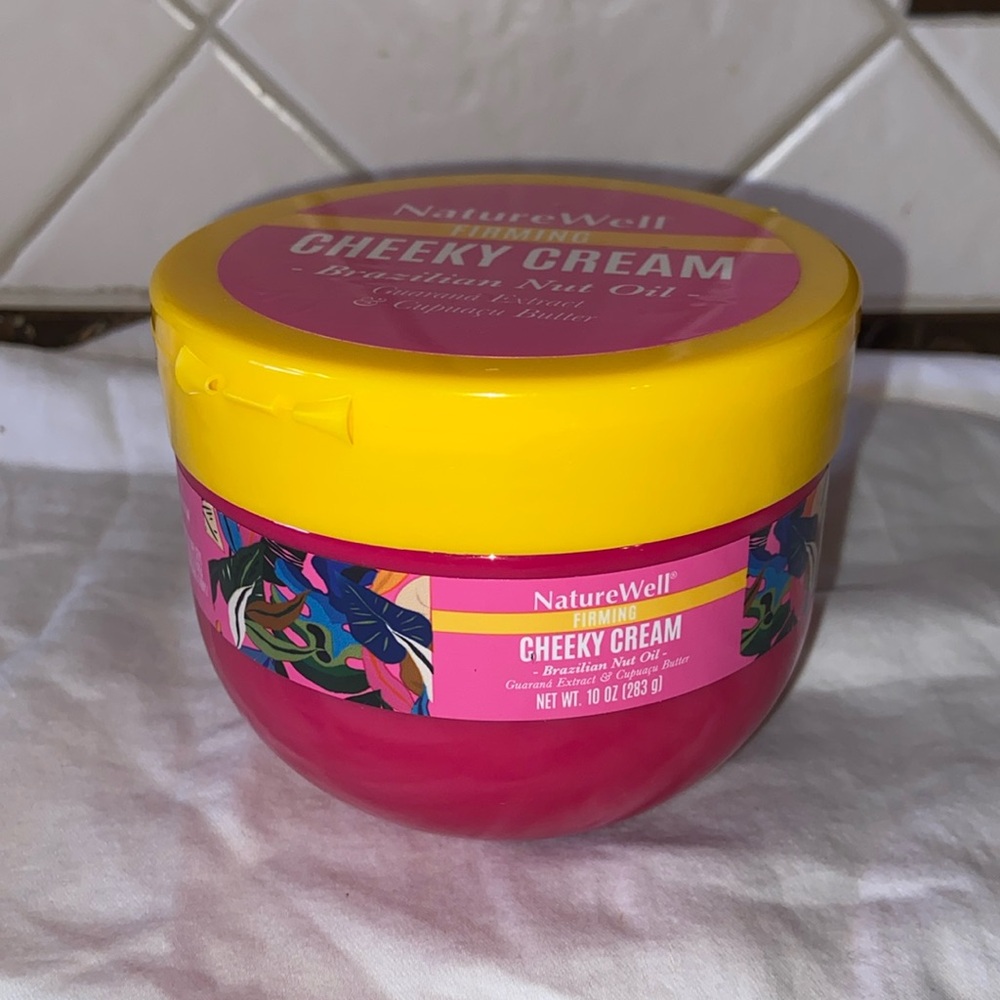 NatureWell
FIRMING
CHEEKY CREAM
- Brazilian Nut Oil -
Guaraná Extract
& Cupuaçu Butter
NatureWell®
FIRMING
CHEEKY CREAM
- Brazilian Nut Oil -
Guaraná Extract & Cupuaçu Butter
NET WT. 10 OZ (283 g)